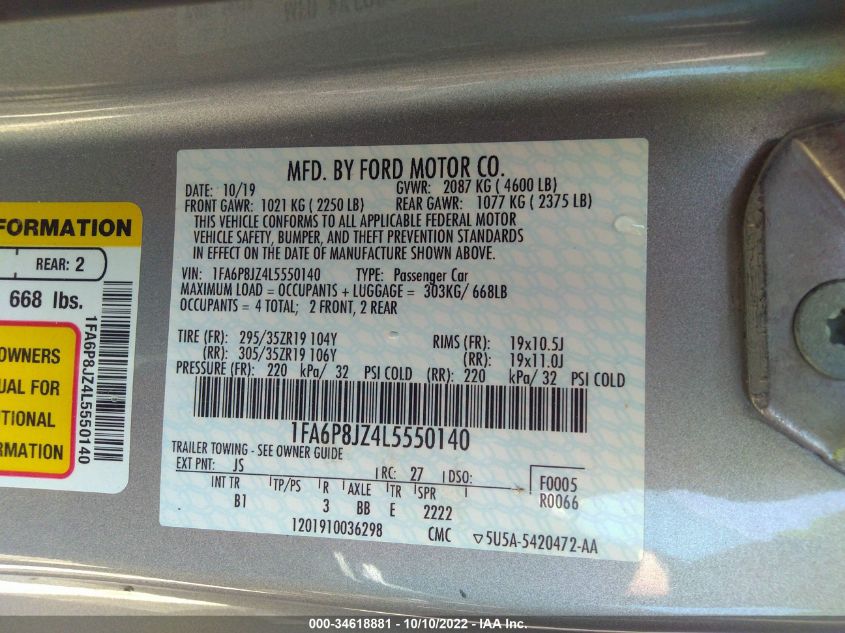 MFD. BY FORD MOTOR CO.
DATE: 10/19 GVWR: 2087 KG ( 4600 LB)
FRONT GAWR: 1021 KG ( 2250 LB) REAR GAWR: 1077 KG ( 2375 LB)
THIS VEHICLE CONFORMS TO ALL APPLICABLE FEDERAL MOTOR
VEHICLE SAFETY, BUMPER, AND THEFT PREVENTION STANDARDS
IN EFFECT ON THE DATE OF MANUFACTURE SHOWN ABOVE.
VIN: 1FA6P8JZ4L5550140 TYPE: Passenger Car
MAXIMUM LOAD = OCCUPANTS + LUGGAGE = 303KG/ 668LB
OCCUPANTS = 4 TOTAL; 2 FRONT, 2 REAR
TIRE (FR): 295/35ZR19 104Y RIMS (FR): 19x10.5J
(RR): 305/35ZR19 106Y (RR): 19x11.0J
PRESSURE (FR): 220 kPa/ 32 PSI COLD (RR): 220 kPa/ 32 PSI COLD
1FA6P8JZ4L5550140
TRAILER TOWING - SEE OWNER GUIDE
EXT PNT: JS RC: 27 DSO: F0005
INT TR TP/PS R AXLE TR SPR R0066
B1 3 BB E 2222
1201910036298 CMC ▽5U5A-5420472-AA
FORMATION
REAR: 2
668 lbs.
OWNERS
UAL FOR
ITIONAL
RMATION
1FA6P8JZ4L5550140
000-34618881 - 10/10/2022 - IAA Inc.